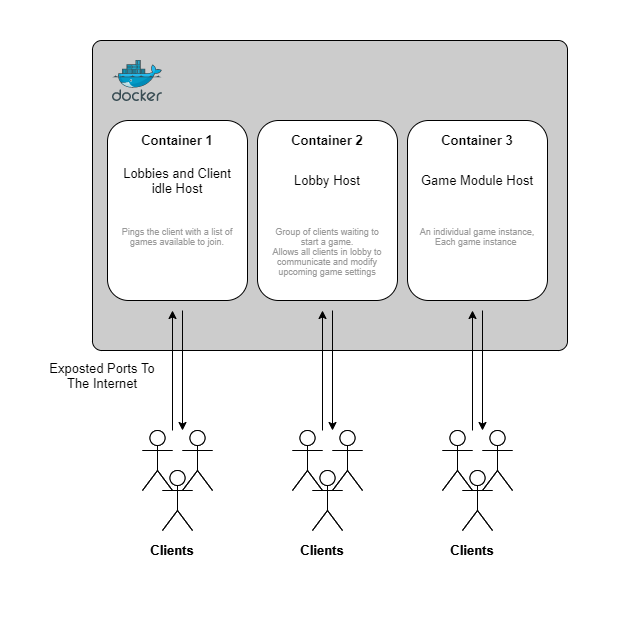 docker
Container 1
Lobbies and Client
idle Host
Pings the client with a list of
games available to join.
Container 2
Lobby Host
Group of clients waiting to
start a game.
Allows all clients in lobby to
communicate and modify
upcoming game settings
Container 3
Game Module Host
An individual game instance,
Each game instance
Exposed Ports To
The Internet
Clients
Clients
Clients